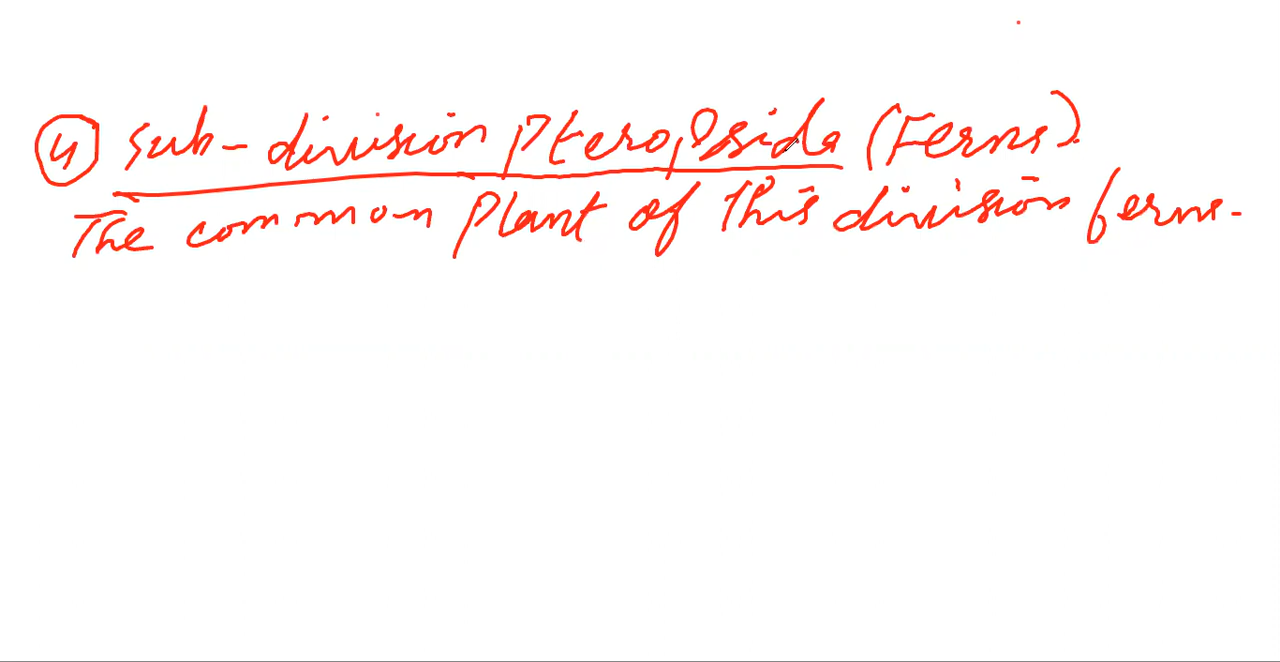 ④ Sub-division Pteropsida (Ferns).
The common plant of this division ferns.